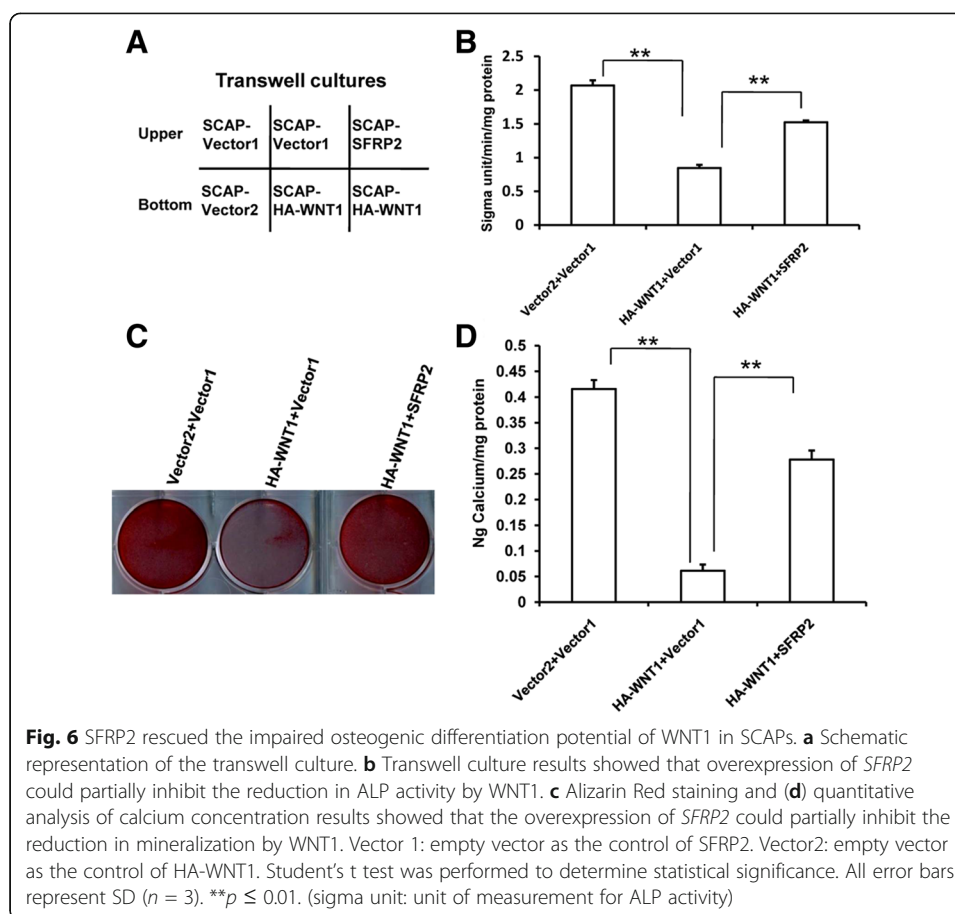 A
Transwell cultures
Upper
SCAP-
Vector1
SCAP-
Vector1
SCAP-
SFRP2
Bottom
SCAP-
Vector2
SCAP-
HA-WNT1
SCAP-
HA-WNT1
B
Sigma unit/min/mg protein
2.5
2
1.5
1
0.5
0
**
**
Vector2+Vector1
HA-WNT1+Vector1
HA-WNT1+SFRP2
C
Vector2+Vector1
HA-WNT1+Vector1
HA-WNT1+SFRP2
D
Ng Calcium/mg protein
0.5
0.45
0.4
0.35
0.3
0.25
0.2
0.15
0.1
0.05
0
**
**
Vector2+Vector1
HA-WNT1+Vector1
HA-WNT1+SFRP2
Fig. 6 SFRP2 rescued the impaired osteogenic differentiation potential of WNT1 in SCAPs. a Schematic
representation of the transwell culture. b Transwell culture results showed that overexpression of SFRP2
could partially inhibit the reduction in ALP activity by WNT1. c Alizarin Red staining and (d) quantitative
analysis of calcium concentration results showed that the overexpression of SFRP2 could partially inhibit the
reduction in mineralization by WNT1. Vector 1: empty vector as the control of SFRP2. Vector2: empty vector
as the control of HA-WNT1. Student's t test was performed to determine statistical significance. All error bars
represent SD (n = 3). **p ≤ 0.01. (sigma unit: unit of measurement for ALP activity)